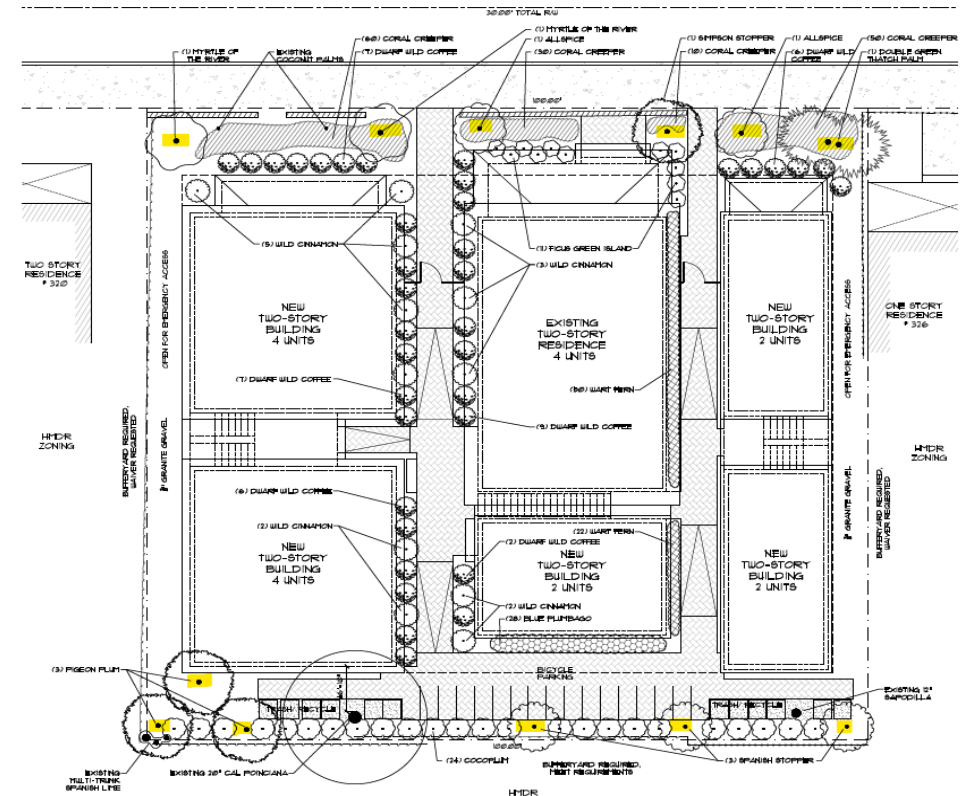 30.00' TOTAL R/W
(1) MYRTLE OF
THE RIVER
EXISTING
COCONUT PALMS
(60) CORAL CREEPER
(7) DWARF WILD COFFEE
(1) MYRTLE OF THE RIVER
(1) ALLSPICE
(30) CORAL CREEPER
(1) SIMPSON STOPPER
(10) CORAL CREEPER
(1) ALLSPICE
(6) DWARF WILD
COFFEE
(50) CORAL CREEPER
(1) DOUBLE GREEN
THATCH PALM
100.00'
TWO STORY
RESIDENCE
# 320
OPEN FOR EMERGENCY ACCESS
(5) WILD CINNAMON
NEW
TWO-STORY
BUILDING
4 UNITS
(7) DWARF WILD COFFEE
(1) FICUS GREEN ISLAND
(3) WILD CINNAMON
EXISTING
TWO-STORY
RESIDENCE
4 UNITS
(50) WART FERN
(9) DWARF WILD COFFEE
NEW
TWO-STORY
BUILDING
2 UNITS
OPEN FOR EMERGENCY ACCESS
ONE STORY
RESIDENCE
# 326
HMDR
ZONING
BUFFERYARD REQUIRED,
WAIVER REQUESTED
GRANITE GRAVEL
(6) DWARF WILD COFFEE
(2) WILD CINNAMON
NEW
TWO-STORY
BUILDING
4 UNITS
(22) WART FERN
(2) DWARF WILD COFFEE
NEW
TWO-STORY
BUILDING
2 UNITS
(2) WILD CINNAMON
(28) BLUE PLUMBAGO
NEW
TWO-STORY
BUILDING
2 UNITS
GRANITE GRAVEL
BUFFERYARD REQUIRED,
WAIVER REQUESTED
HMDR
ZONING
(3) PIGEON PLUM
BICYCLE
PARKING
TRASH/RECYCLE
TRASH/RECYCLE
EXISTING 12"
SAPODILLA
100.00'
EXISTING
MULTI-TRUNK
SPANISH LIME
EXISTING 20" CAL PONCIANA
(24) COCOPLUM
BUFFERYARD REQUIRED,
MEET REQUIREMENTS
(3) SPANISH STOPPER
HMDR